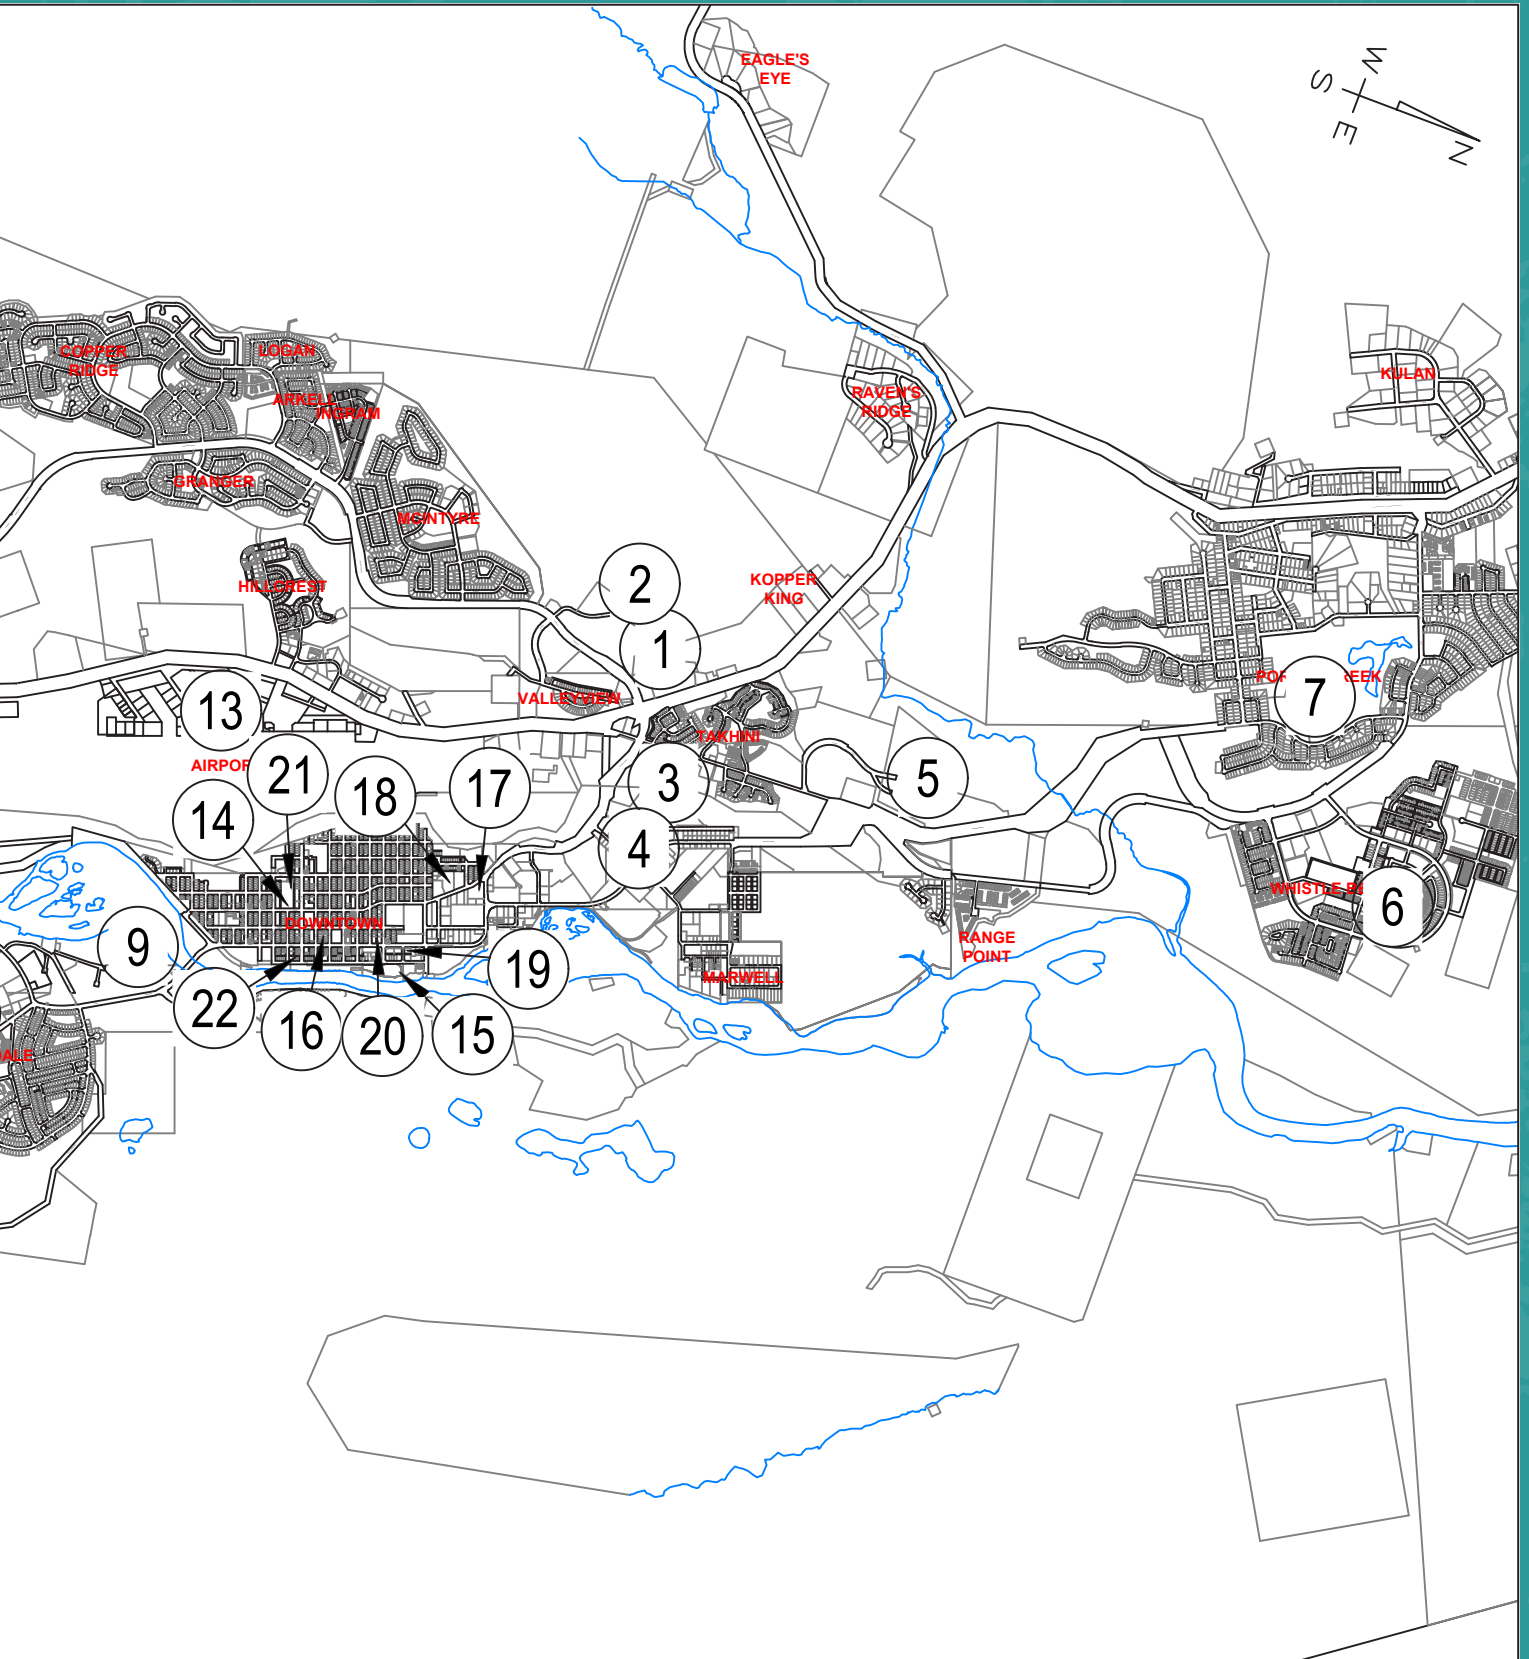 EAGLE'S
EYE
W
S
E
N
COPPER
RIDGE
LOGAN
ARKELL
INGRAM
RAVEN'S
RIDGE
KULAN
GRANGER
MCINTYRE
HILLCREST
2
KOPPER
KING
1
VALLEYVIEW
7
13
TAKHINI
21
3
5
18
17
14
4
WHISTLE BE
6
DOWNTOWN
9
RANGE
POINT
19
MARWELL
22
16
20
15